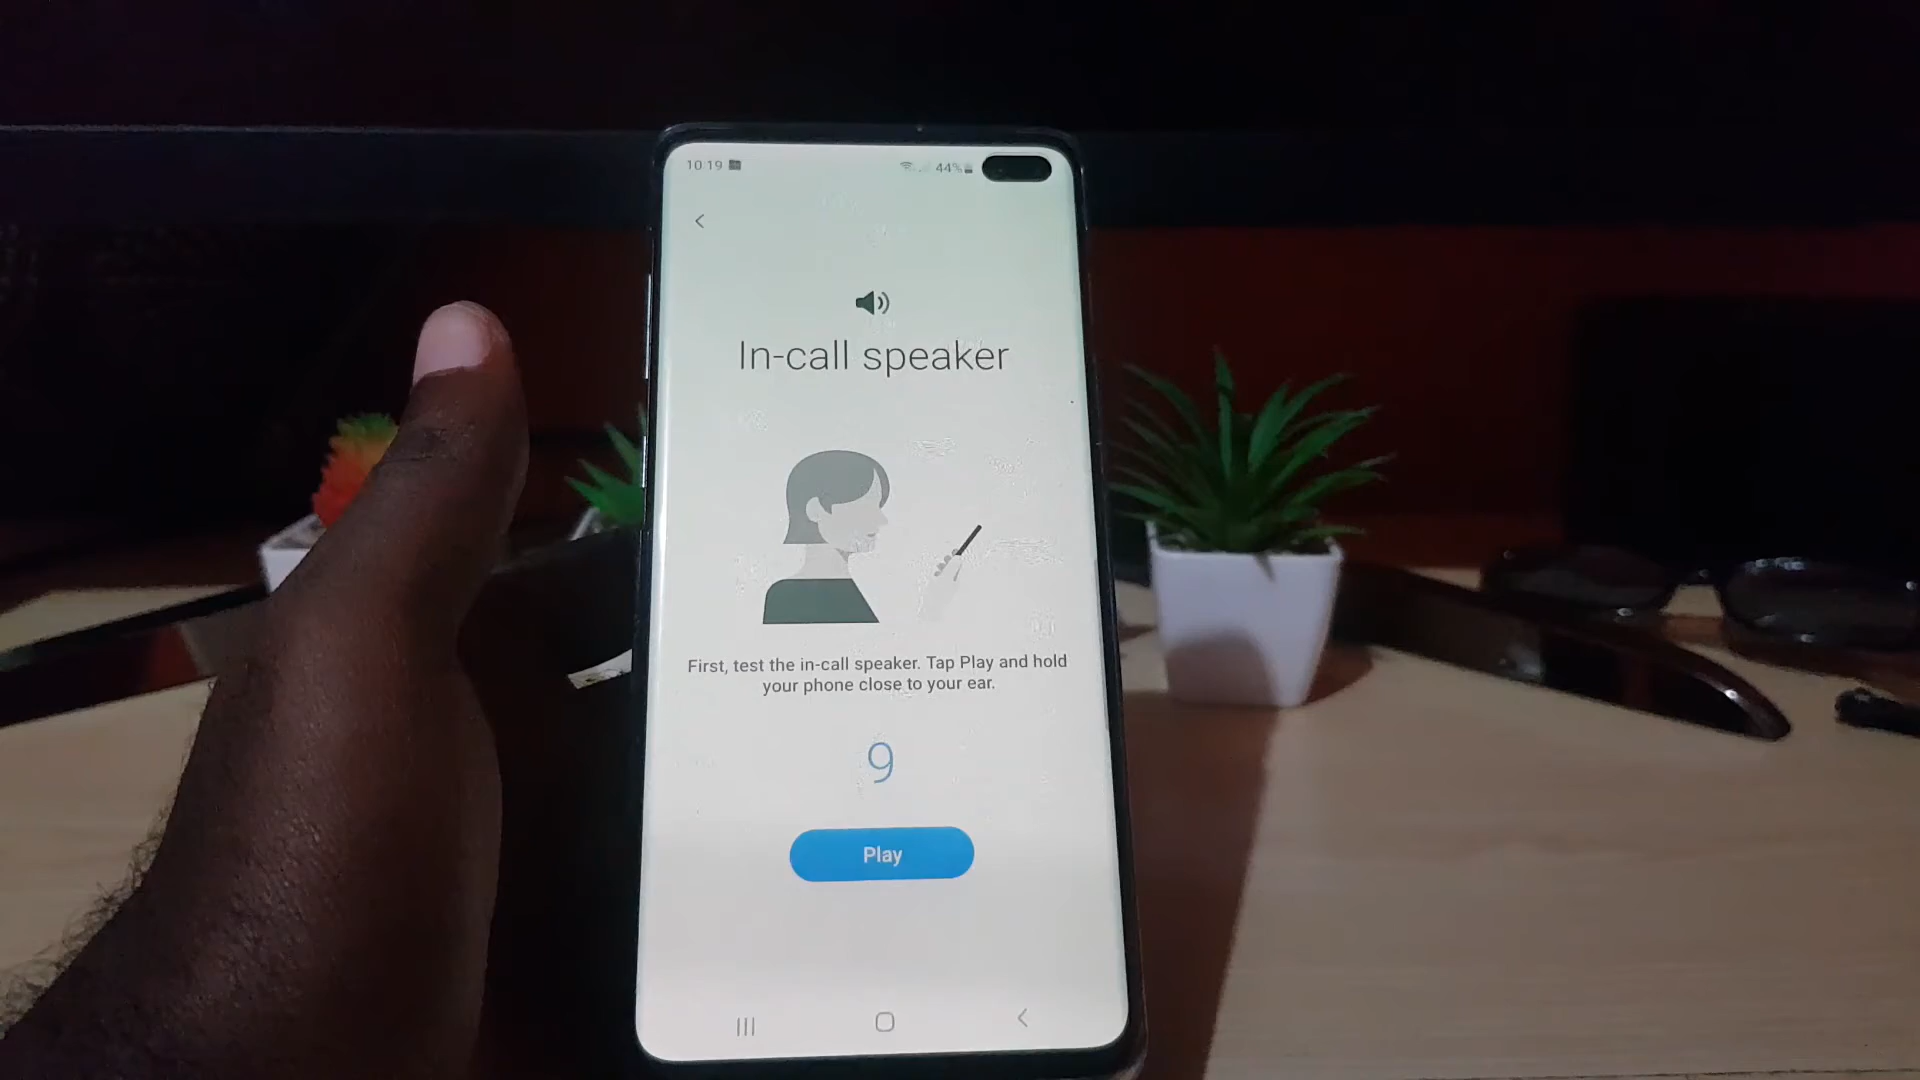 10:19
44%
In-call speaker
First, test the in-call speaker. Tap Play and hold
your phone close to your ear.
9
Play